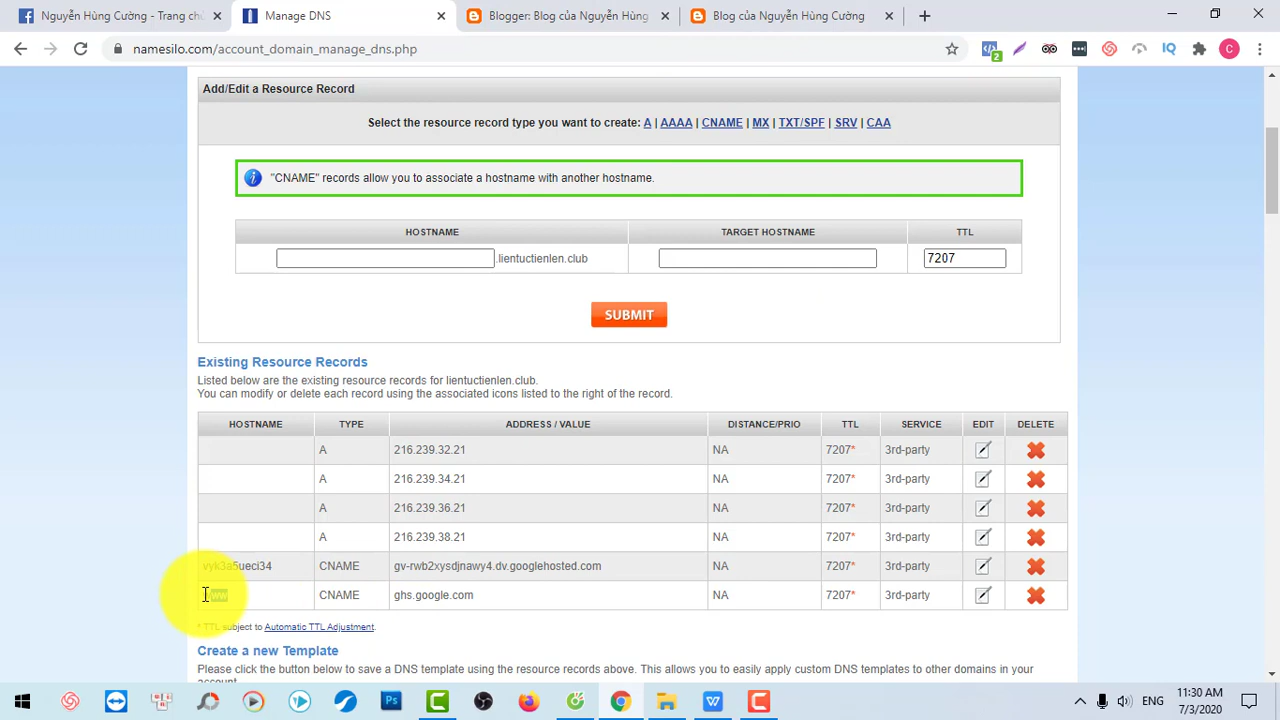 Nguyễn Hùng Cường - Trang chủ
Manage DNS
Blogger: Blog của Nguyễn Hùng
Blog của Nguyễn Hùng Cường
namesilo.com/account_domain_manage_dns.php
2
IQ
C
Add/Edit a Resource Record
Select the resource record type you want to create: A | AAAA | CNAME | MX | TXT/SPF | SRV | CAA
"CNAME" records allow you to associate a hostname with another hostname.
HOSTNAME TARGET HOSTNAME TTL
.lientuctienlen.club 7207
SUBMIT
Existing Resource Records
Listed below are the existing resource records for lientuctienlen.club.
You can modify or delete each record using the associated icons listed to the right of the record.
HOSTNAME TYPE ADDRESS / VALUE DISTANCE/PRIO TTL SERVICE EDIT DELETE
A 216.239.32.21 NA 7207* 3rd-party
A 216.239.34.21 NA 7207* 3rd-party
A 216.239.36.21 NA 7207* 3rd-party
A 216.239.38.21 NA 7207* 3rd-party
vyk3a5ueci34 CNAME gv-rwb2xysdjnawy4.dv.googlehosted.com NA 7207* 3rd-party
www CNAME ghs.google.com NA 7207* 3rd-party
* TTL subject to Automatic TTL Adjustment.
Create a new Template
Please click the button below to save a DNS template using the resource records above. This allows you to easily apply custom DNS templates to other domains in your
account.
Ps
ENG
11:30 AM
7/3/2020